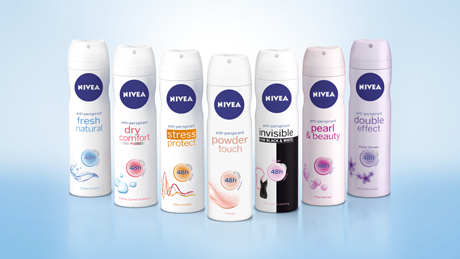 NIVEA
anti-perspirant
fresh
natural
48h
NIVEA
anti-perspirant
dry
comfort
48h
NIVEA
anti-perspirant
stress
protect
48h
NIVEA
anti-perspirant
powder
touch
48h
NIVEA
anti-perspirant
invisible
FOR BLACK & WHITE
48h
NIVEA
anti-perspirant
pearl
& beauty
48h
NIVEA
anti-perspirant
double
effect
48h